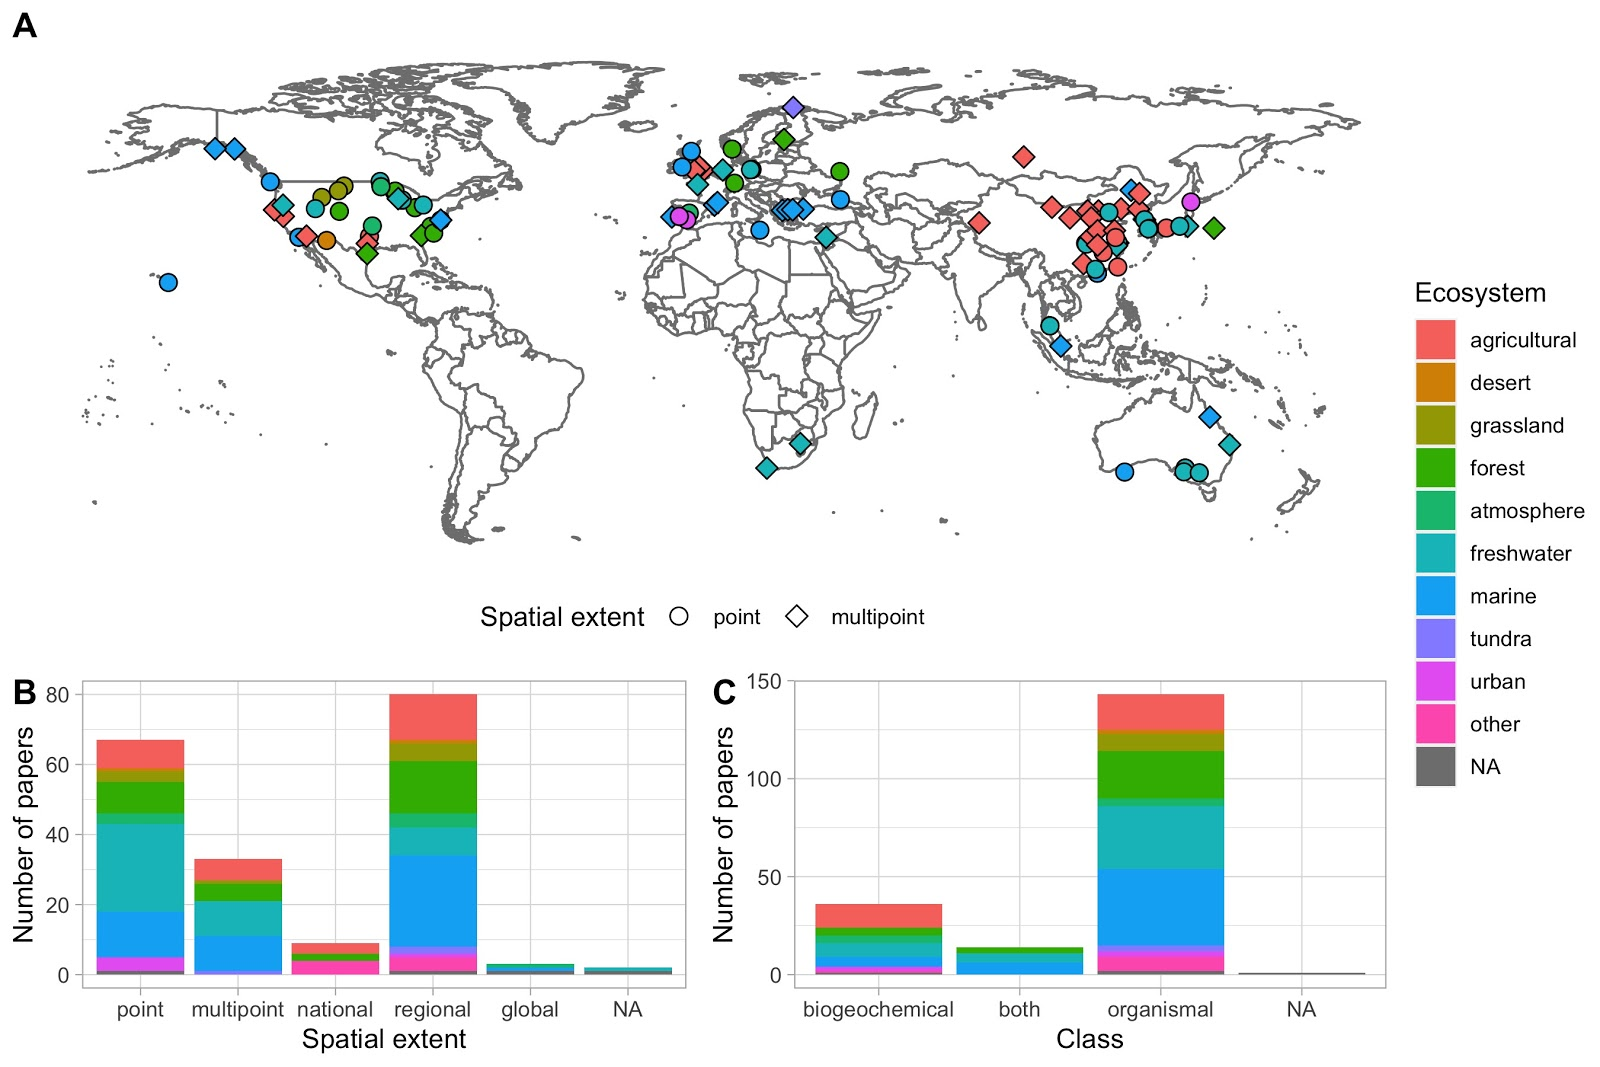 A
Ecosystem
agricultural
desert
grassland
forest
atmosphere
freshwater
marine
tundra
urban
other
NA
Spatial extent point multipoint
B
Number of papers
80
60
40
20
0
point multipoint national regional global NA
Spatial extent
C
Number of papers
150
100
50
0
biogeochemical both organismal NA
Class